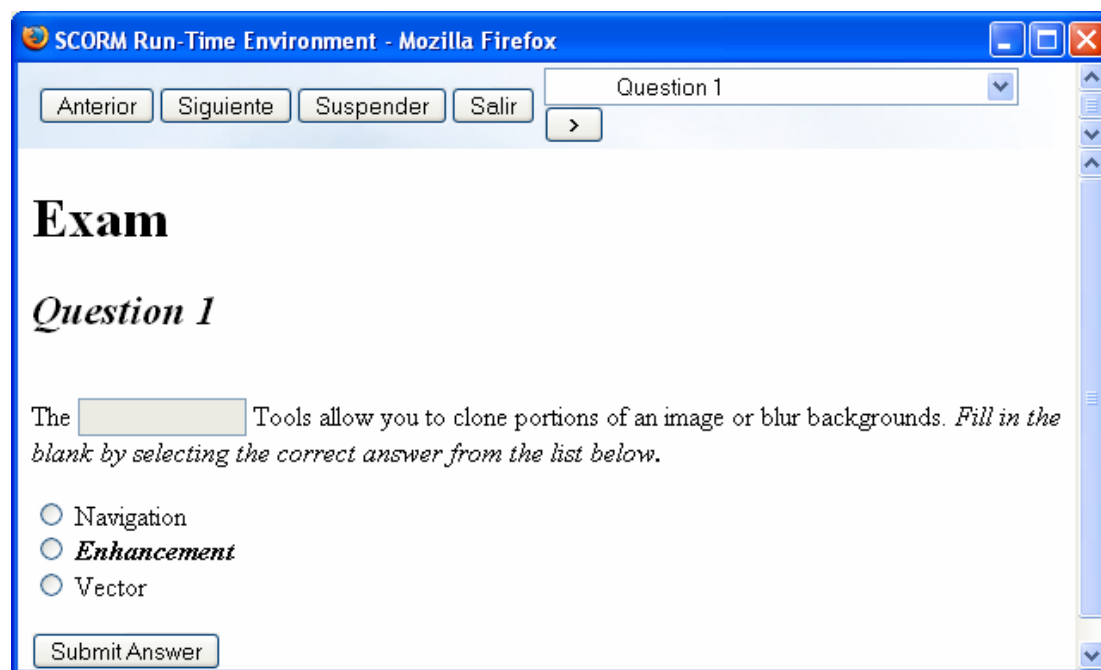 SCORM Run-Time Environment - Mozilla Firefox
Anterior Siguiente Suspender Salir Question 1
>
Exam
Question 1
The Tools allow you to clone portions of an image or blur backgrounds. Fill in the
blank by selecting the correct answer from the list below.
Navigation
Enhancement
Vector
Submit Answer